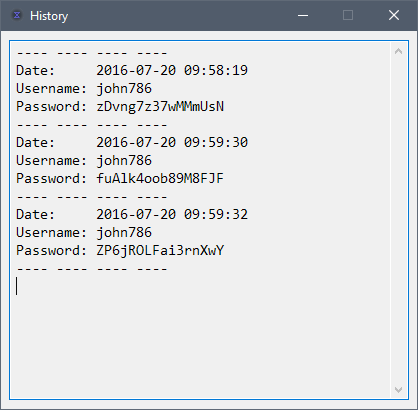 History
---- ---- ---- ----
Date:     2016-07-20 09:58:19
Username: john786
Password: zDvng7z37wMMmUsN
---- ---- ---- ----
Date:     2016-07-20 09:59:30
Username: john786
Password: fuAlk4oob89M8FJF
---- ---- ---- ----
Date:     2016-07-20 09:59:32
Username: john786
Password: ZP6jROLFai3rnXwY
---- ---- ---- ----